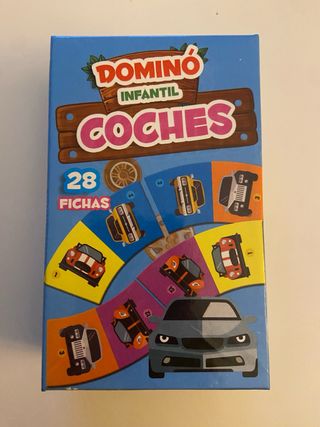 DOMINÓ
INFANTIL
COCHES
28
FICHAS